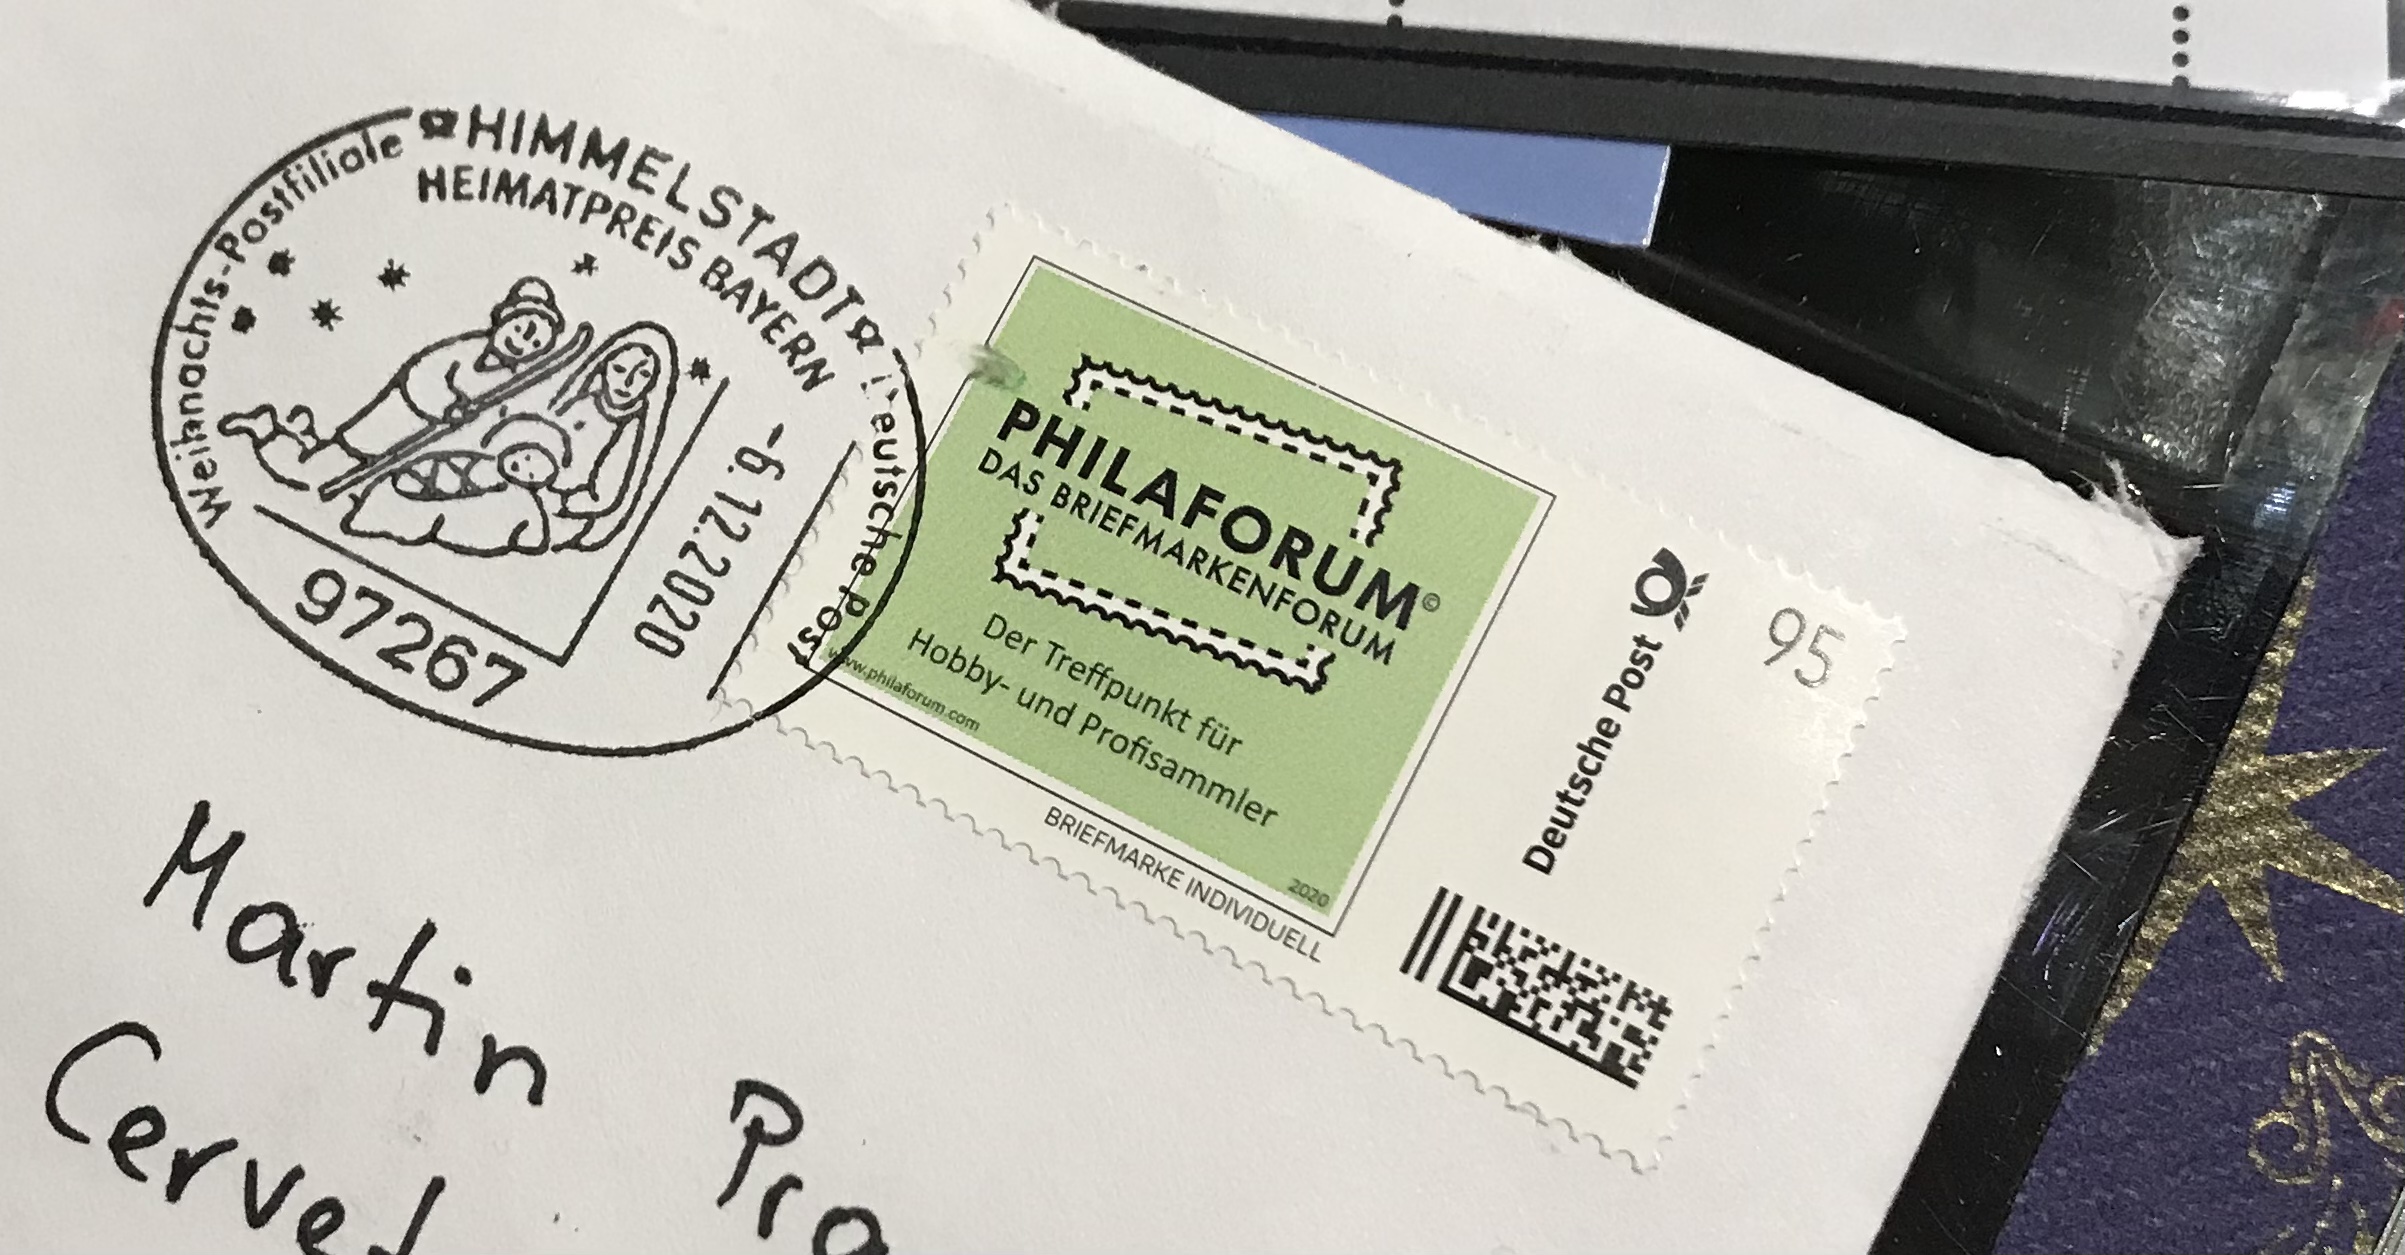 Weihnachts-Postfiliale
HIMMELSTADT
Deutsche Post
HEIMATPREIS BAYERN
-6.12.2020
97267
PHILAFORUM©
DAS BRIEFMARKENFORUM
Der Treffpunkt für
Hobby- und Profisammler
www.philaforum.com
2020
BRIEFMARKE INDIVIDUELL
Deutsche Post
95
Martin